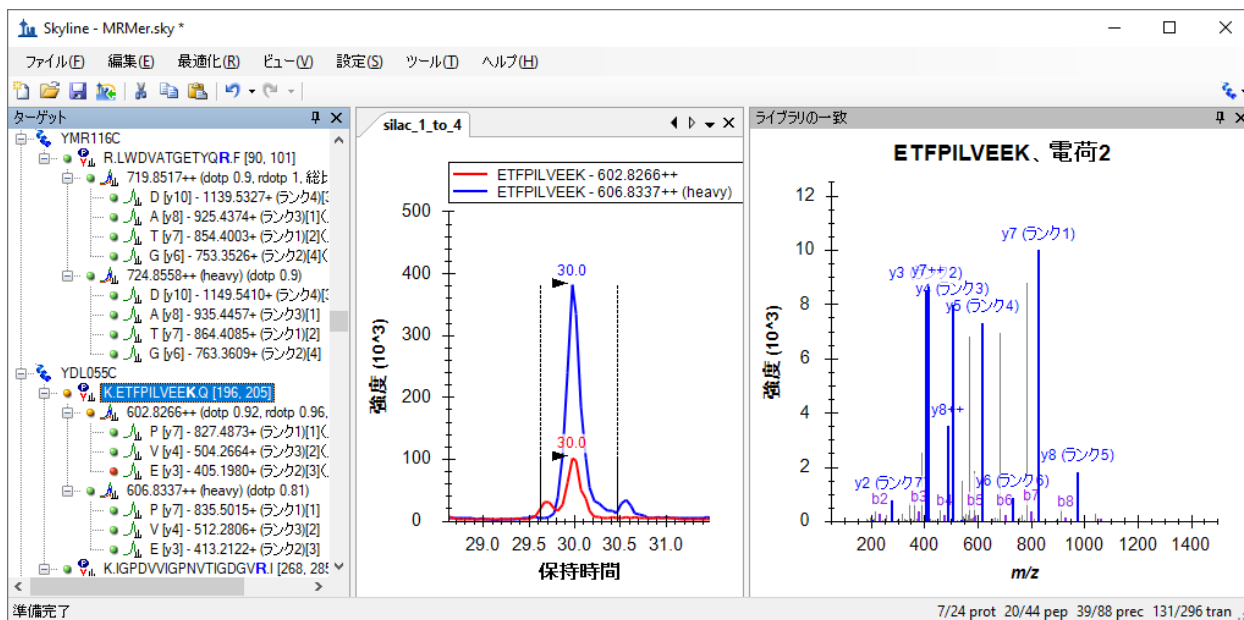 Skyline - MRMer.sky *
ファイル(F) 編集(E) 最適化(R) ビュー(V) 設定(S) ツール(T) ヘルプ(H)
ターゲット
YMR116C
R.LWDVATGETYQR.F [90, 101]
719.8517++ (dotp 0.9, rdotp 1, 総比
D [y10] - 1139.5327+ (ランク4)[3
A [y8] - 925.4374+ (ランク3)[1](.
T [y7] - 854.4003+ (ランク1)[2](.
G [y6] - 753.3526+ (ランク2)[4](
724.8558++ (heavy) (dotp 0.9)
D [y10] - 1149.5410+ (ランク4)[3
A [y8] - 935.4457+ (ランク3)[1]
T [y7] - 864.4085+ (ランク1)[2]
G [y6] - 763.3609+ (ランク2)[4]
YDL055C
K.ETFPILVEEK.Q [196, 205]
602.8266++ (dotp 0.92, rdotp 0.96,
P [y7] - 827.4873+ (ランク1)[1](.
V [y4] - 504.2664+ (ランク3)[2](.
E [y3] - 405.1980+ (ランク2)[3](.
606.8337++ (heavy) (dotp 0.81)
P [y7] - 835.5015+ (ランク1)[1]
V [y4] - 512.2806+ (ランク3)[2]
E [y3] - 413.2122+ (ランク2)[3]
K.IGPDVVIGPNVTIGDGVR.I [268, 285
silac_1_to_4
ETFPILVEEK - 602.8266++
ETFPILVEEK - 606.8337++ (heavy)
強度 (10^3)
500
400
300
200
100
0
30.0
30.0
29.0 29.5 30.0 30.5 31.0
保持時間
ライブラリの一致
ETFPILVEEK、電荷2
強度 (10^3)
12
10
8
6
4
2
0
y7 (ランク1)
y7++
y3 ランク2)
y4 (ランク3)
y5 (ランク4)
y8++
y8 (ランク5)
y2 (ランク7)
y6 (ランク6)
b2 b3 b4 b5 b6 b7 b8
200 400 600 800 1000 1200 1400
m/z
準備完了
7/24 prot 20/44 pep 39/88 prec 131/296 tran